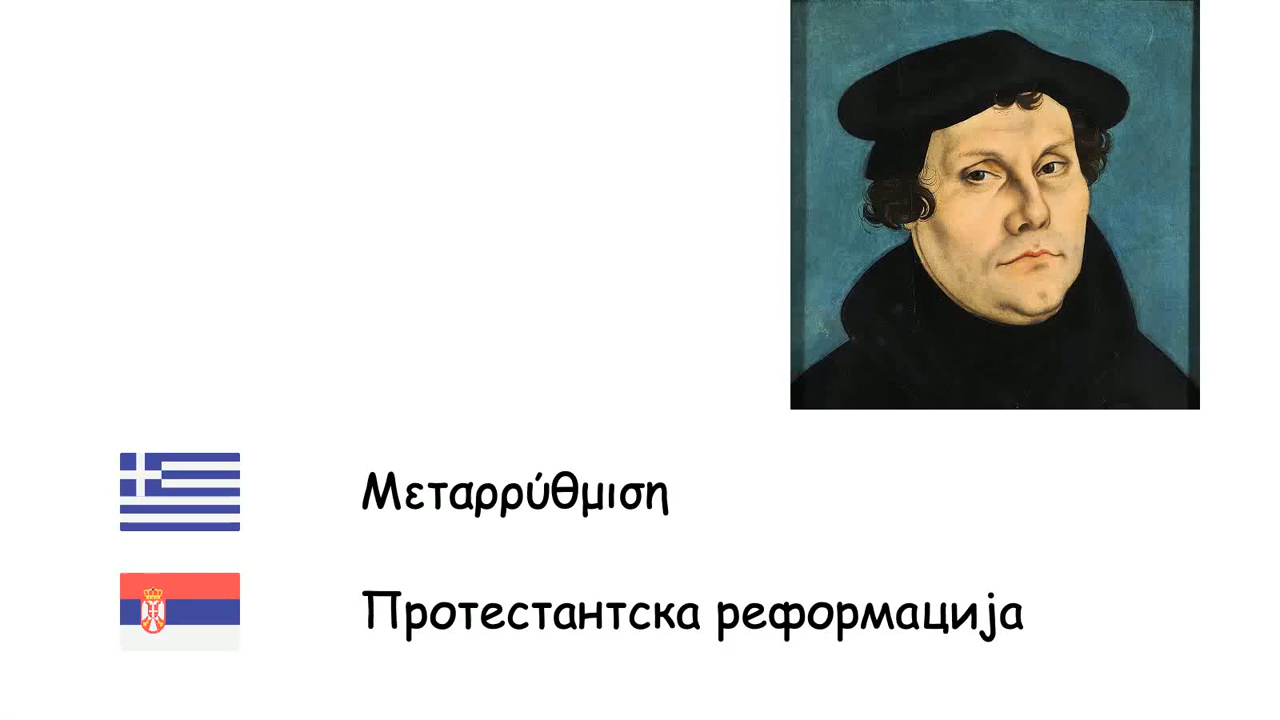 Μεταρρύθμιση
Протестантска реформација